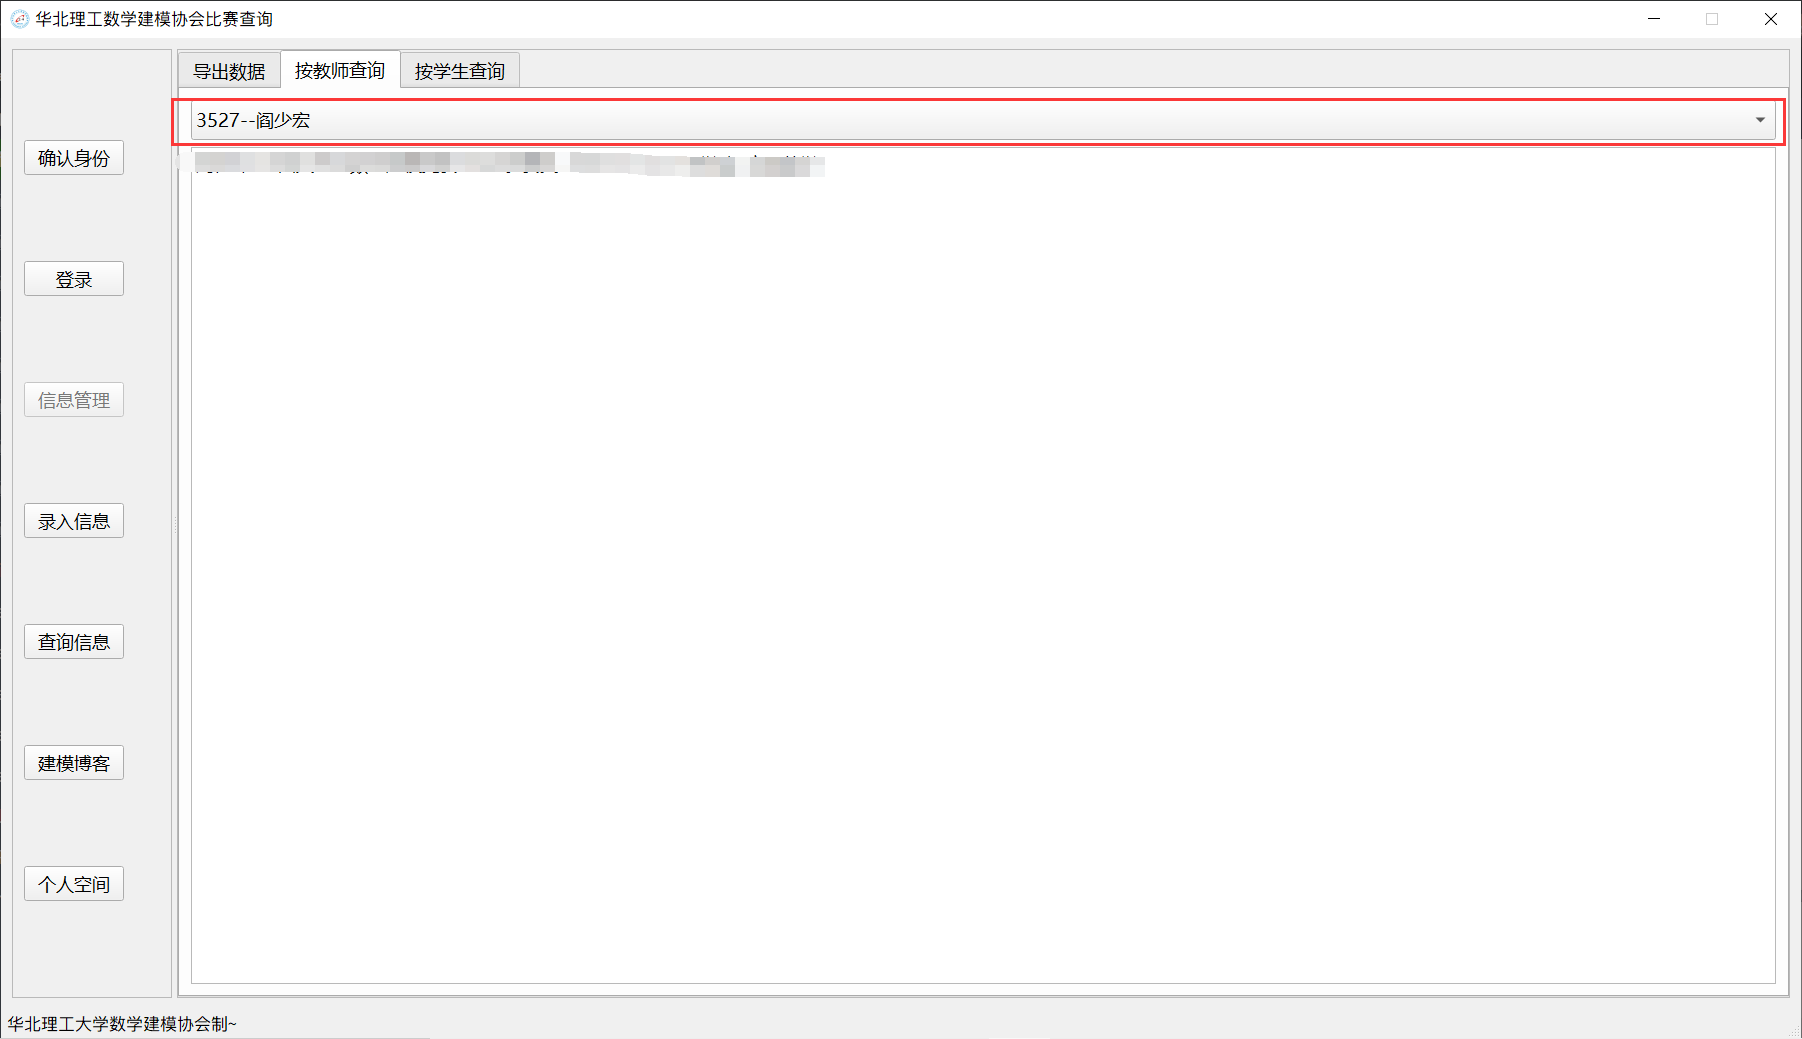 华北理工数学建模协会比赛查询
导出数据 按教师查询 按学生查询
3527--阎少宏
确认身份
登录
信息管理
录入信息
查询信息
建模博客
个人空间
华北理工大学数学建模协会制~